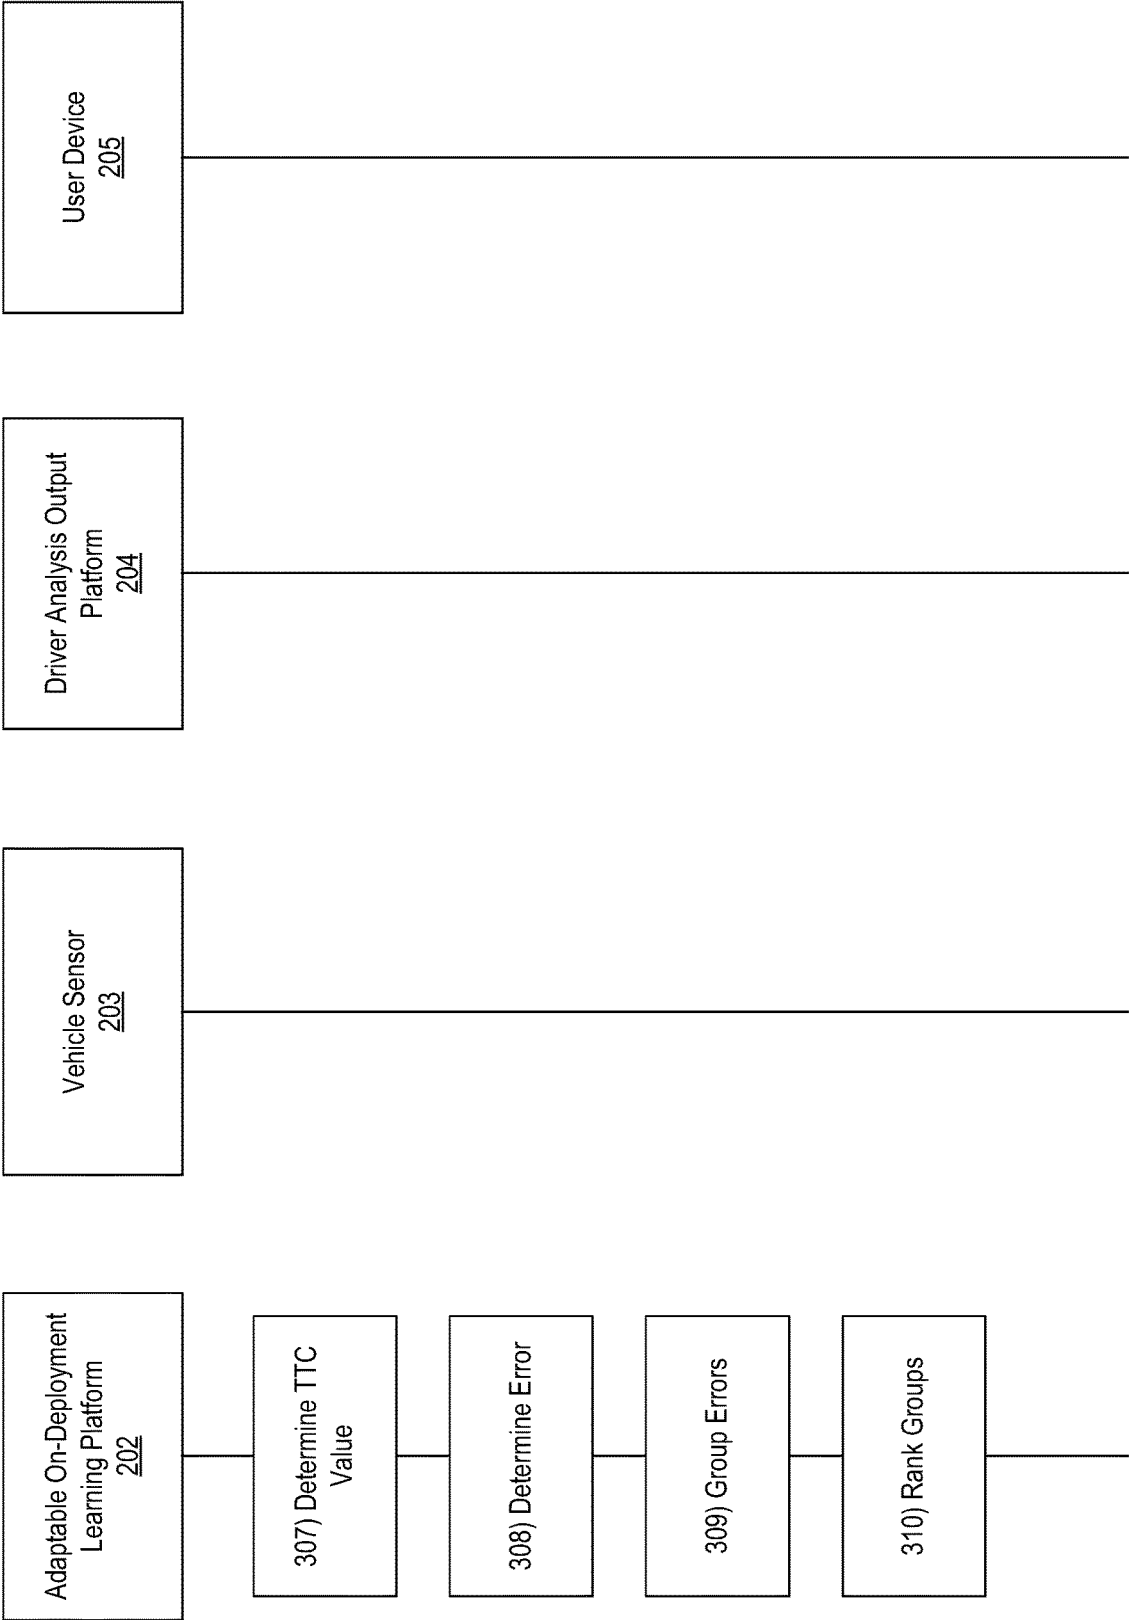 Adaptable On-Deployment
Learning Platform
202
Vehicle Sensor
203
Driver Analysis Output
Platform
204
User Device
205
307) Determine TTC
Value
308) Determine Error
309) Group Errors
310) Rank Groups